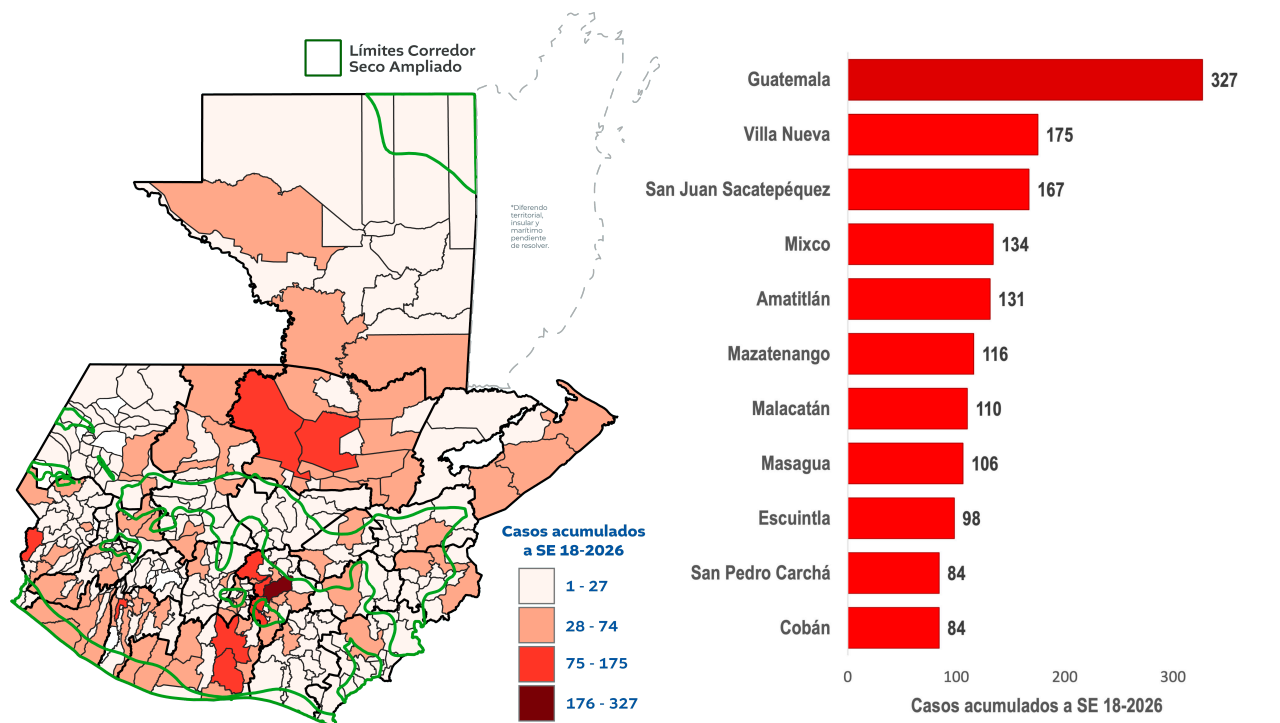 Límites Corredor
Seco Ampliado
*Diferendo
territorial,
insular y
marítimo
pendiente
de resolver.
Casos acumulados
a SE 18-2026
1 - 27
28 - 74
75 - 175
176 - 327
Guatemala 327
Villa Nueva 175
San Juan Sacatepéquez 167
Mixco 134
Amatitlán 131
Mazatenango 116
Malacatán 110
Masagua 106
Escuintla 98
San Pedro Carchá 84
Cobán 84
0 100 200 300
Casos acumulados a SE 18-2026